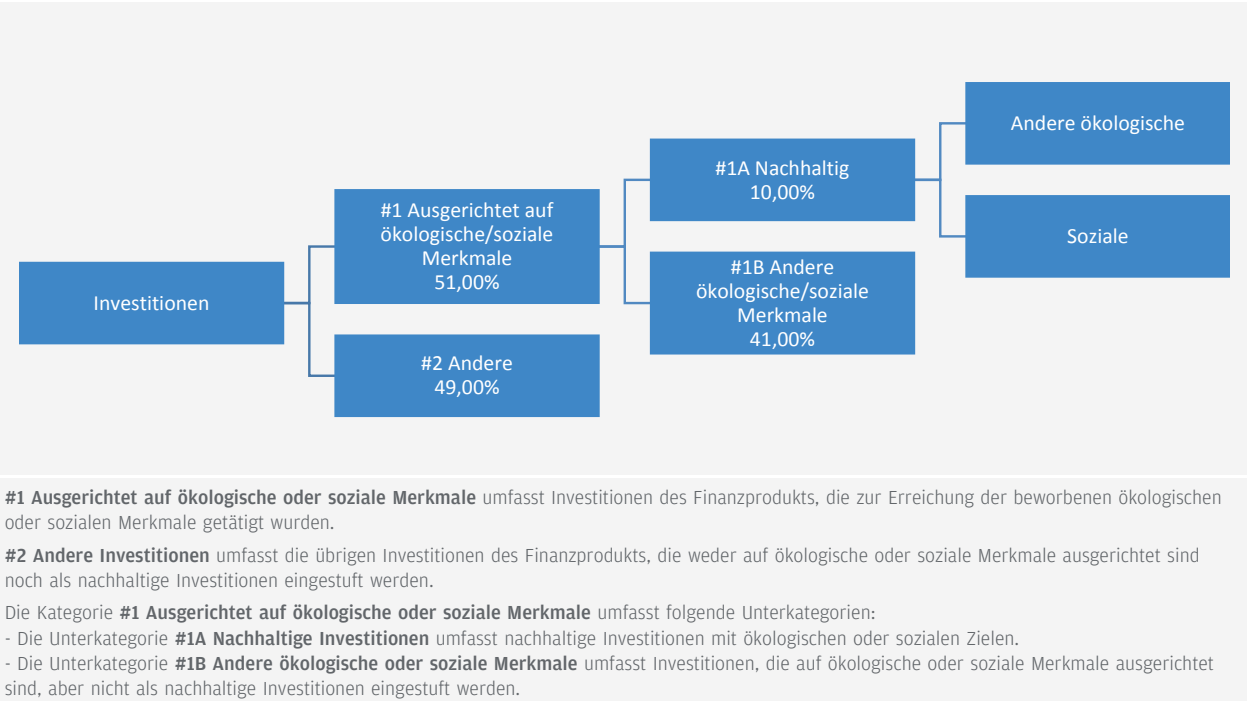 Investitionen
#1 Ausgerichtet auf
ökologische/soziale
Merkmale
51,00%
#2 Andere
49,00%
#1A Nachhaltig
10,00%
#1B Andere
ökologische/soziale
Merkmale
41,00%
Andere ökologische
Soziale
#1 Ausgerichtet auf ökologische oder soziale Merkmale umfasst Investitionen des Finanzprodukts, die zur Erreichung der beworbenen ökologischen
oder sozialen Merkmale getätigt wurden.
#2 Andere Investitionen umfasst die übrigen Investitionen des Finanzprodukts, die weder auf ökologische oder soziale Merkmale ausgerichtet sind
noch als nachhaltige Investitionen eingestuft werden.
Die Kategorie #1 Ausgerichtet auf ökologische oder soziale Merkmale umfasst folgende Unterkategorien:
- Die Unterkategorie #1A Nachhaltige Investitionen umfasst nachhaltige Investitionen mit ökologischen oder sozialen Zielen.
- Die Unterkategorie #1B Andere ökologische oder soziale Merkmale umfasst Investitionen, die auf ökologische oder soziale Merkmale ausgerichtet
sind, aber nicht als nachhaltige Investitionen eingestuft werden.